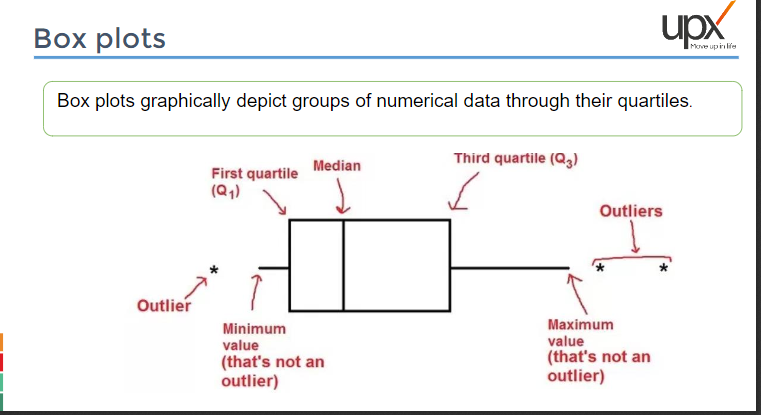 Box plots
upx
Move up in life
Box plots graphically depict groups of numerical data through their quartiles.
First quartile
(Q1)
Median
Third quartile (Q3)
Outliers
*
*
*
Outlier
Minimum
value
(that's not an
outlier)
Maximum
value
(that's not an
outlier)